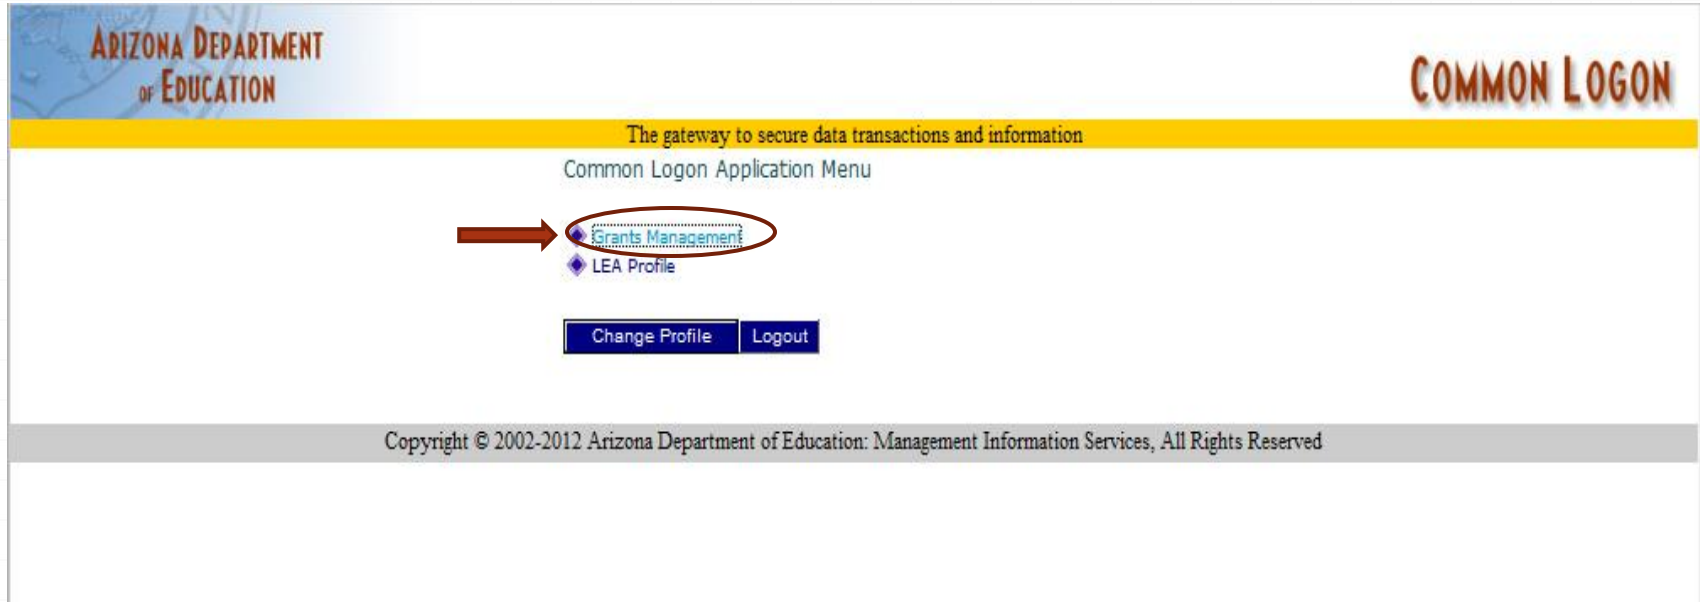 ARIZONA DEPARTMENT
OF EDUCATION
COMMON LOGON
The gateway to secure data transactions and information
Common Logon Application Menu
Grants Management
LEA Profile
Change Profile Logout
Copyright © 2002-2012 Arizona Department of Education: Management Information Services, All Rights Reserved